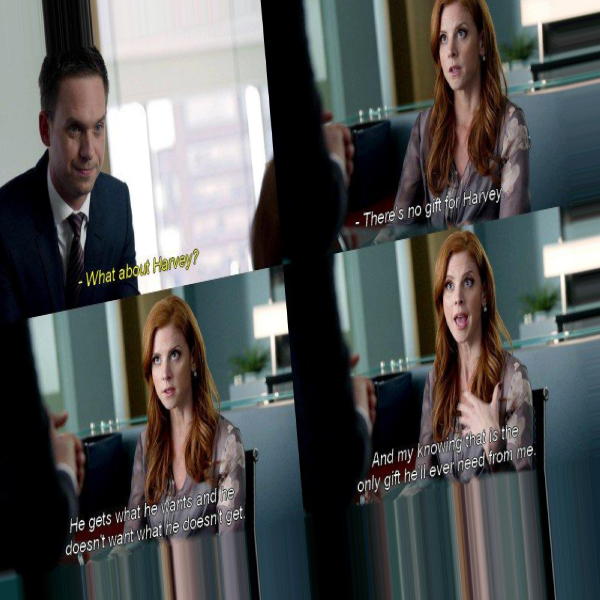 - What about Harvey?
- There's no gift for Harvey
He gets what he wants and he
doesn't want what he doesn't get.
And my knowing that is the
only gift he'll ever need from me.